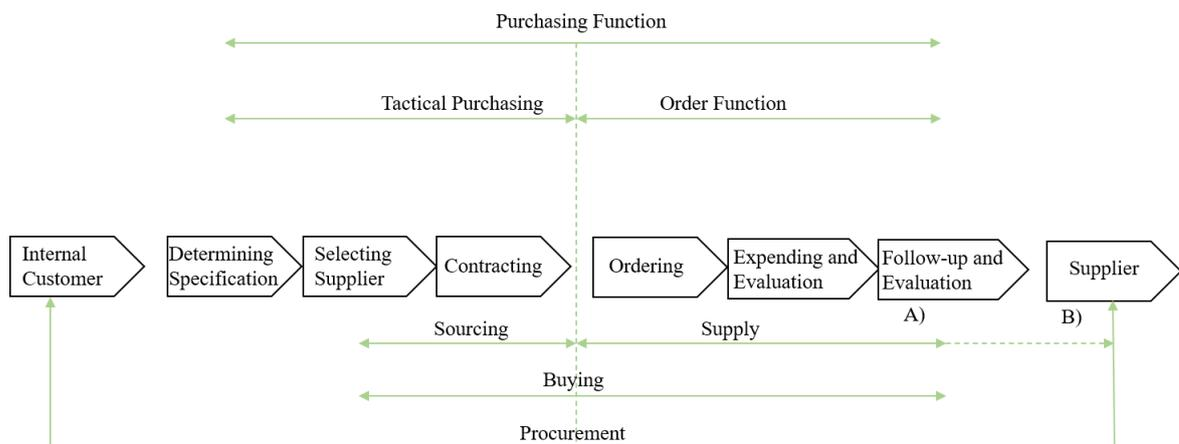 Purchasing Function
Tactical Purchasing
Order Function
Internal
Customer
Determining
Specification
Selecting
Supplier
Contracting
Ordering
Expending and
Evaluation
Follow-up and
Evaluation
Supplier
A)
B)
Sourcing
Supply
Buying
Procurement